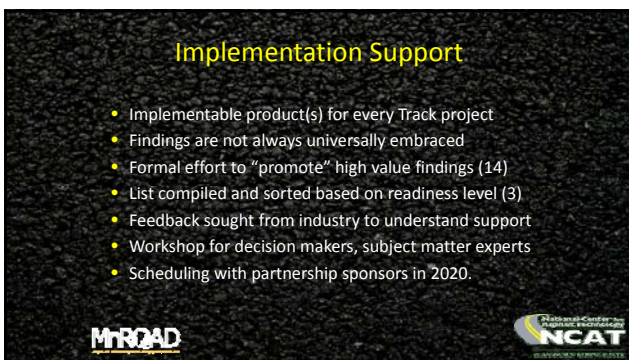 Implementation Support
• Implementable product(s) for every Track project
• Findings are not always universally embraced
• Formal effort to “promote” high value findings (14)
• List compiled and sorted based on readiness level (3)
• Feedback sought from industry to understand support
• Workshop for decision makers, subject matter experts
• Scheduling with partnership sponsors in 2020.
MnROAD
National Center for
Asphalt Technology
NCAT